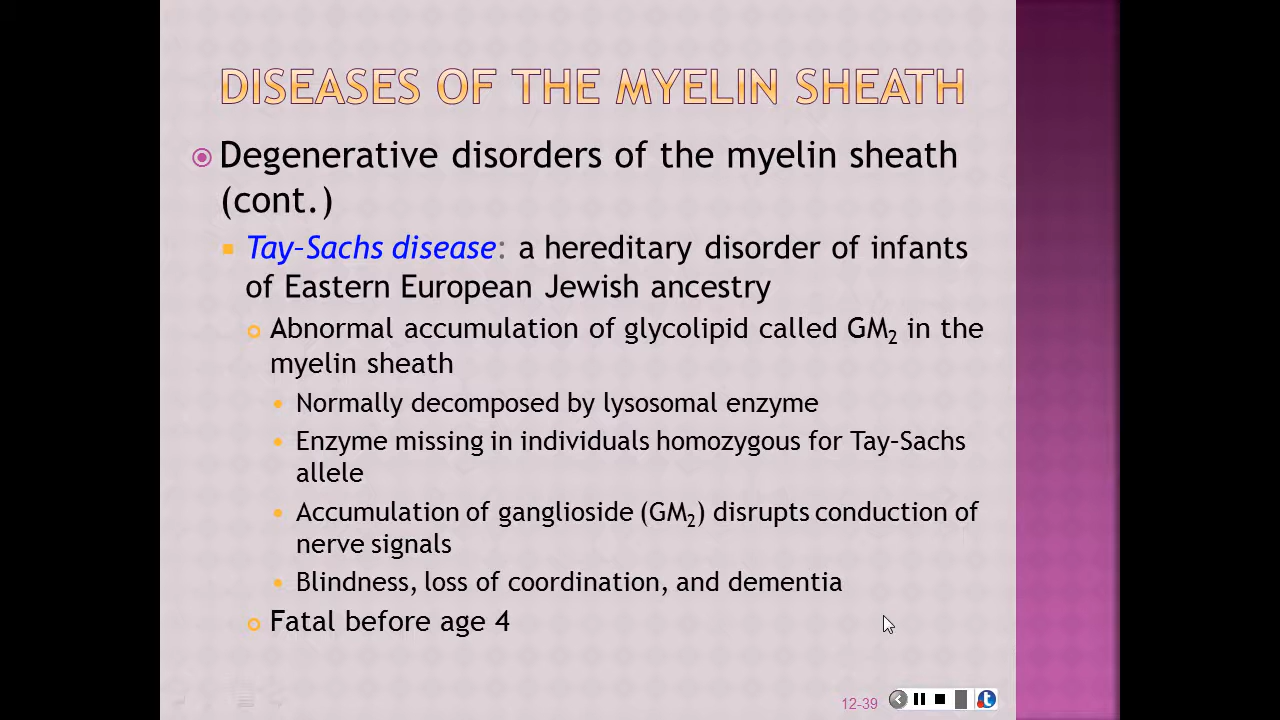 DISEASES OF THE MYELIN SHEATH
Degenerative disorders of the myelin sheath
(cont.)
Tay–Sachs disease: a hereditary disorder of infants
of Eastern European Jewish ancestry
Abnormal accumulation of glycolipid called GM₂ in the
myelin sheath
Normally decomposed by lysosomal enzyme
Enzyme missing in individuals homozygous for Tay–Sachs
allele
Accumulation of ganglioside (GM₂) disrupts conduction of
nerve signals
Blindness, loss of coordination, and dementia
Fatal before age 4
12-39
t